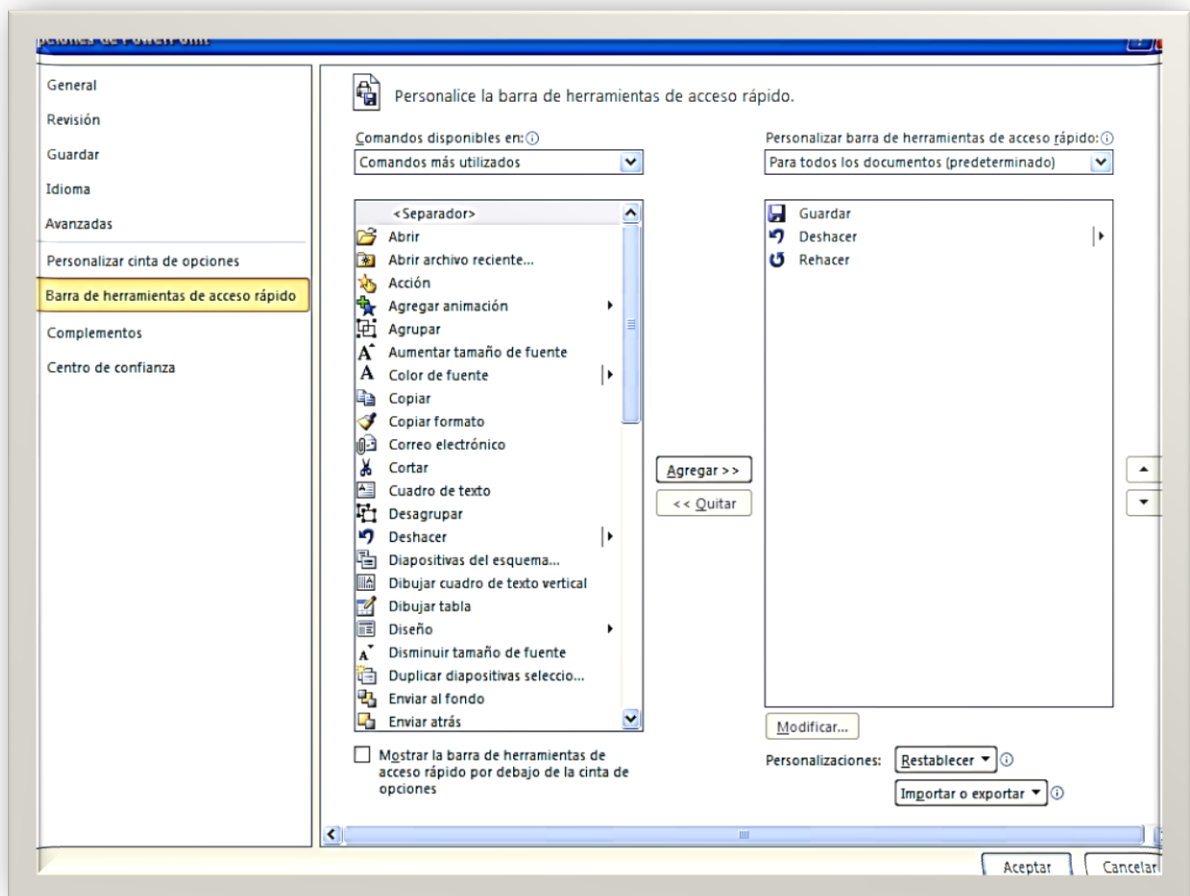 pciones de PowerPoint
General
Revisión
Guardar
Idioma
Avanzadas
Personalizar cinta de opciones
Barra de herramientas de acceso rápido
Complementos
Centro de confianza
Personalice la barra de herramientas de acceso rápido.
Comandos disponibles en:
Comandos más utilizados
<Separador>
Abrir
Abrir archivo reciente...
Acción
Agregar animación
Agrupar
Aumentar tamaño de fuente
Color de fuente
Copiar
Copiar formato
Correo electrónico
Cortar
Cuadro de texto
Desagrupar
Deshacer
Diapositivas del esquema...
Dibujar cuadro de texto vertical
Dibujar tabla
Diseño
Disminuir tamaño de fuente
Duplicar diapositivas seleccio...
Enviar al fondo
Enviar atrás
Mostrar la barra de herramientas de
acceso rápido por debajo de la cinta de
opciones
Agregar >>
<< Quitar
Personalizar barra de herramientas de acceso rápido:
Para todos los documentos (predeterminado)
Guardar
Deshacer
Rehacer
Modificar...
Personalizaciones:
Restablecer
Importar o exportar
Aceptar
Cancelar